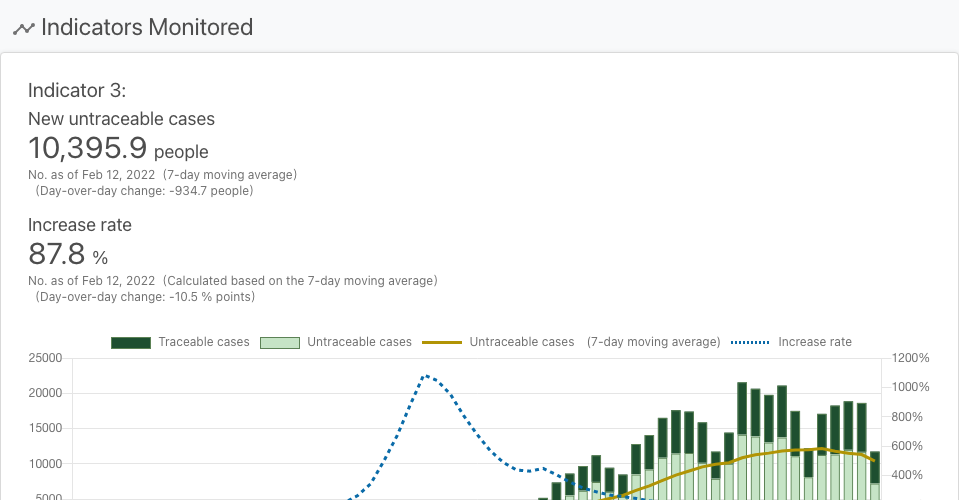 Indicators Monitored
Indicator 3:
New untraceable cases
10,395.9 people
No. as of Feb 12, 2022 (7-day moving average)
(Day-over-day change: -934.7 people)
Increase rate
87.8 %
No. as of Feb 12, 2022 (Calculated based on the 7-day moving average)
(Day-over-day change: -10.5 % points)
Traceable cases Untraceable cases Untraceable cases (7-day moving average) Increase rate
25000 1200%
1000%
20000
800%
15000
600%
10000
400%
5000